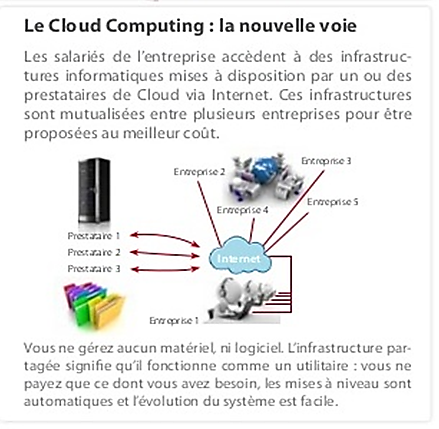 Le Cloud Computing : la nouvelle voie
Les salariés de l'entreprise accèdent à des infrastruc-
tures informatiques mises à disposition par un ou des
prestataires de Cloud via Internet. Ces infrastructures
sont mutualisées entre plusieurs entreprises pour être
proposées au meilleur coût.
Entreprise 3
Entreprise 2
Entreprise 5
Entreprise 4
Prestataire 1
Prestataire 2
Internet
Prestataire 3
Entreprise 1
Vous ne gérez aucun matériel, ni logiciel. L'infrastructure par-
tagée signifie qu'il fonctionne comme un utilitaire : vous ne
payez que ce dont vous avez besoin, les mises à niveau sont
automatiques et l'évolution du système est facile.